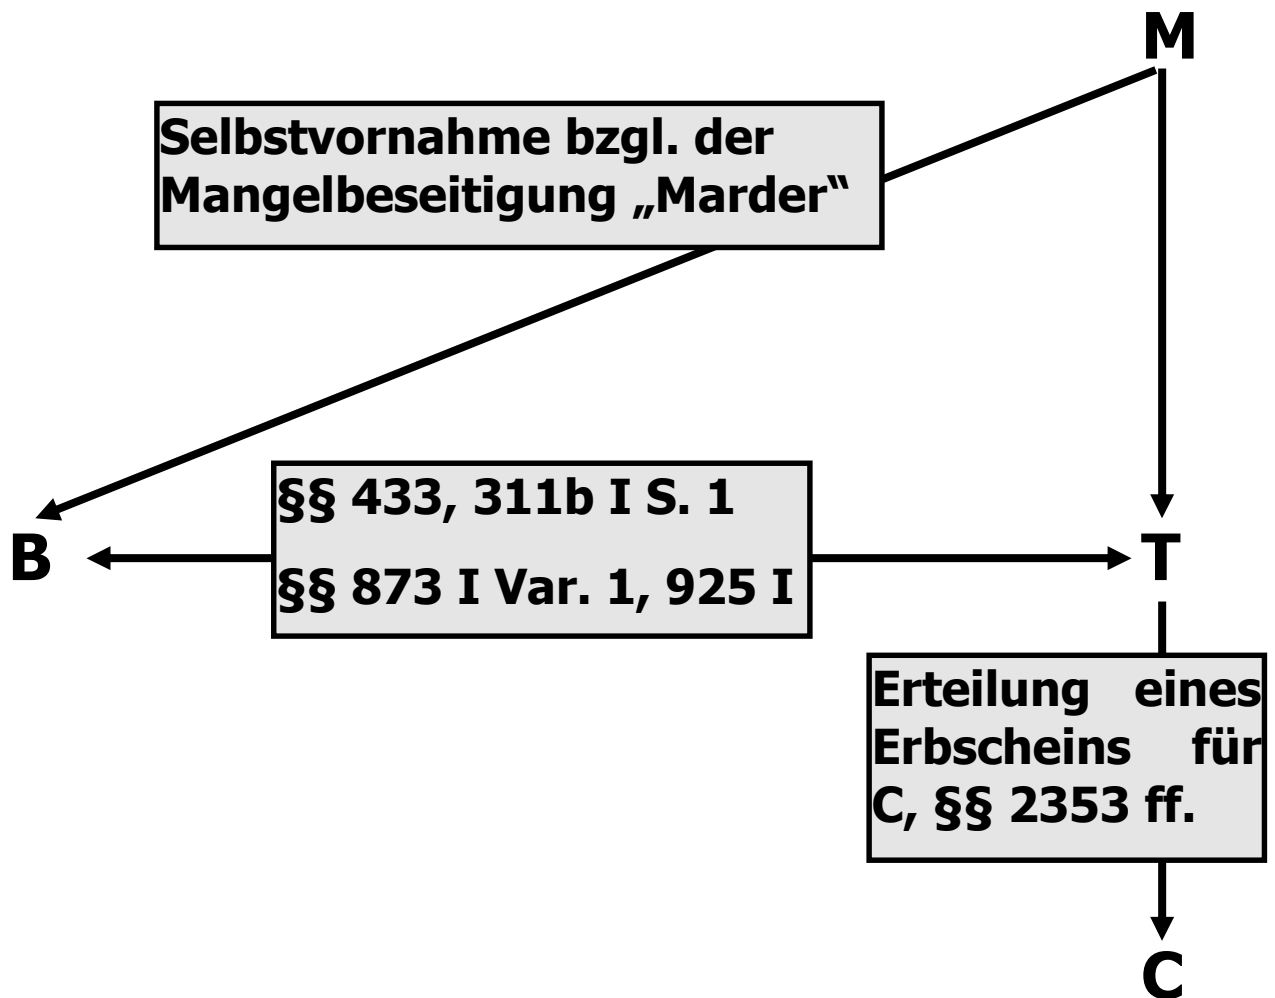 M
Selbstvornahme bzgl. der
Mangelbeseitigung „Marder“
§§ 433, 311b I S. 1
§§ 873 I Var. 1, 925 I
B
T
Erteilung eines
Erbscheins für
C, §§ 2353 ff.
C